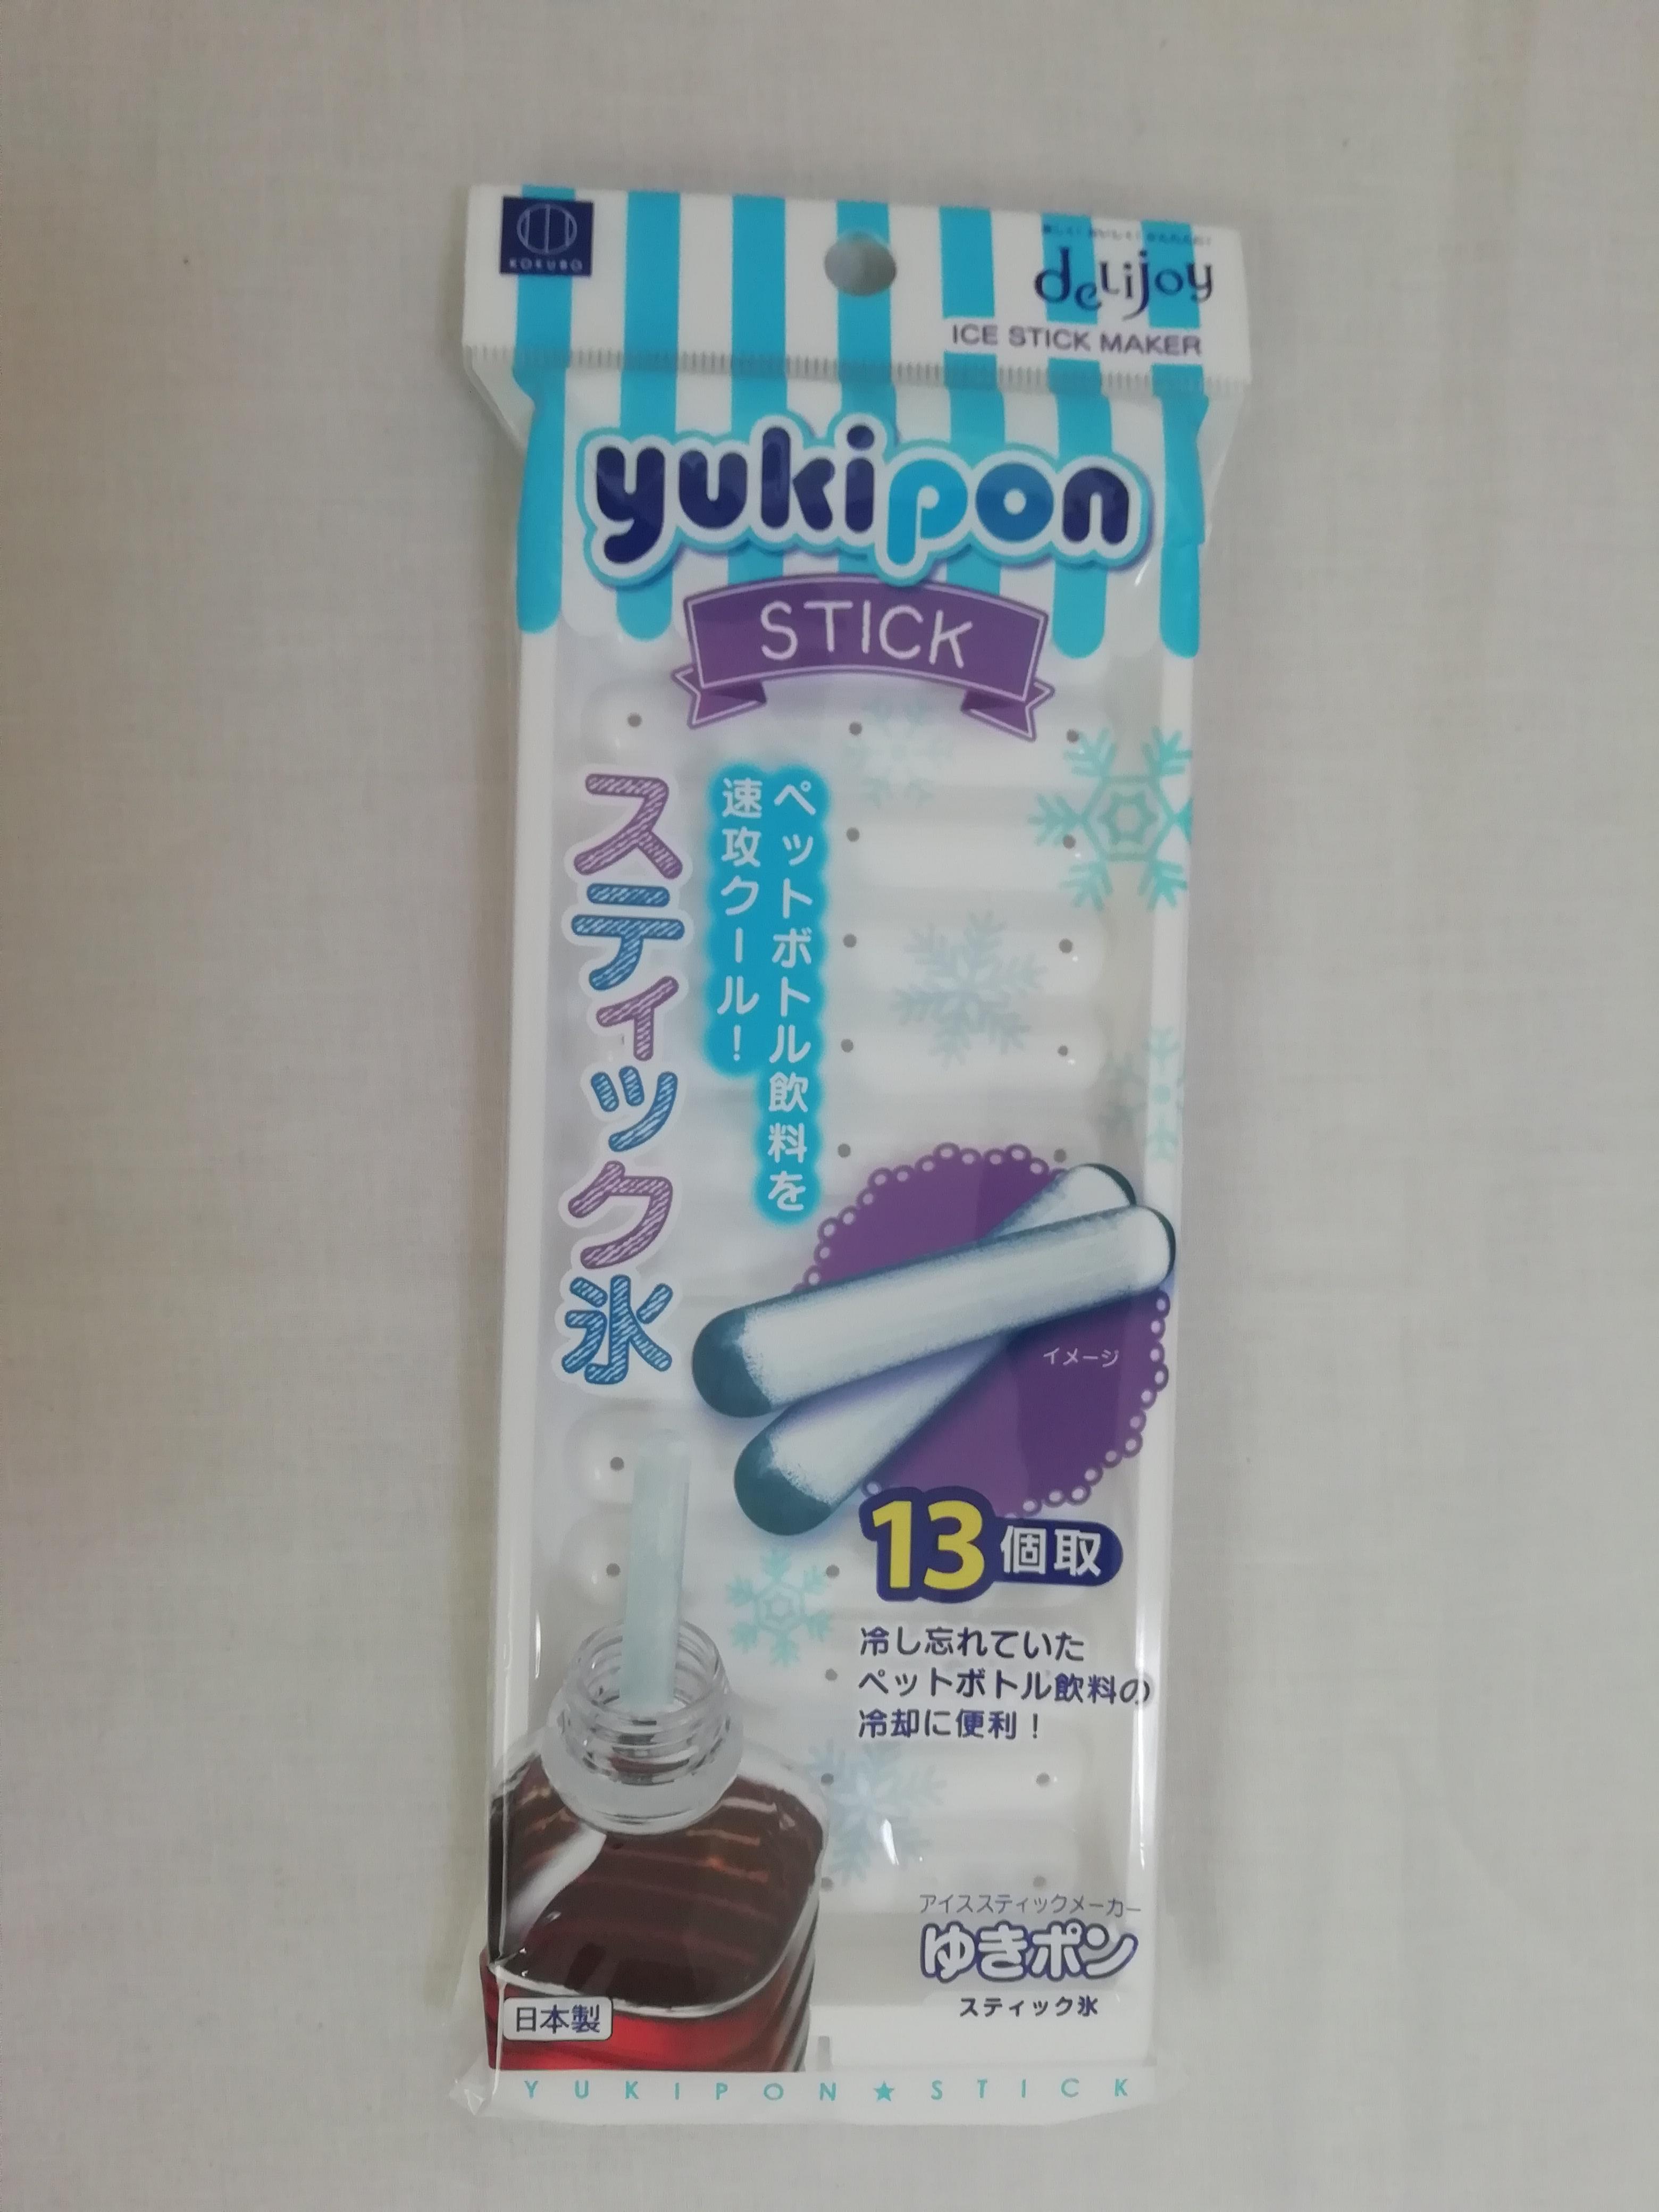 KOKUBO
deLijoy
ICE STICK MAKER
yukipon
STICK
スティック氷
ペットボトル飲料を
速攻クール！
イメージ
13個取
冷し忘れていた
ペットボトル飲料の
冷却に便利！
アイススティックメーカー
ゆきポン
スティック氷
日本製
YUKIPON★STICK